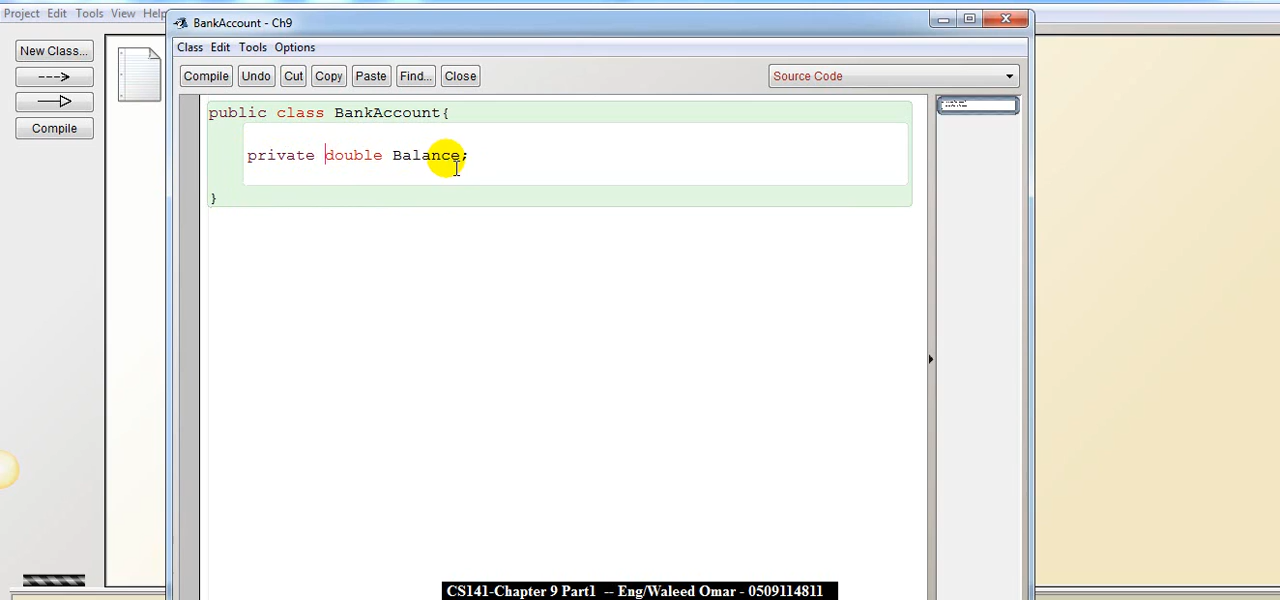 BankAccount - Ch9
Project Edit Tools View Help
Class Edit Tools Options
New Class...
Compile Undo Cut Copy Paste Find... Close Source Code
Compile
public class BankAccount{
private double Balance;
}
CS141-Chapter 9 Part1 -- Eng/Waleed Omar - 0509114811